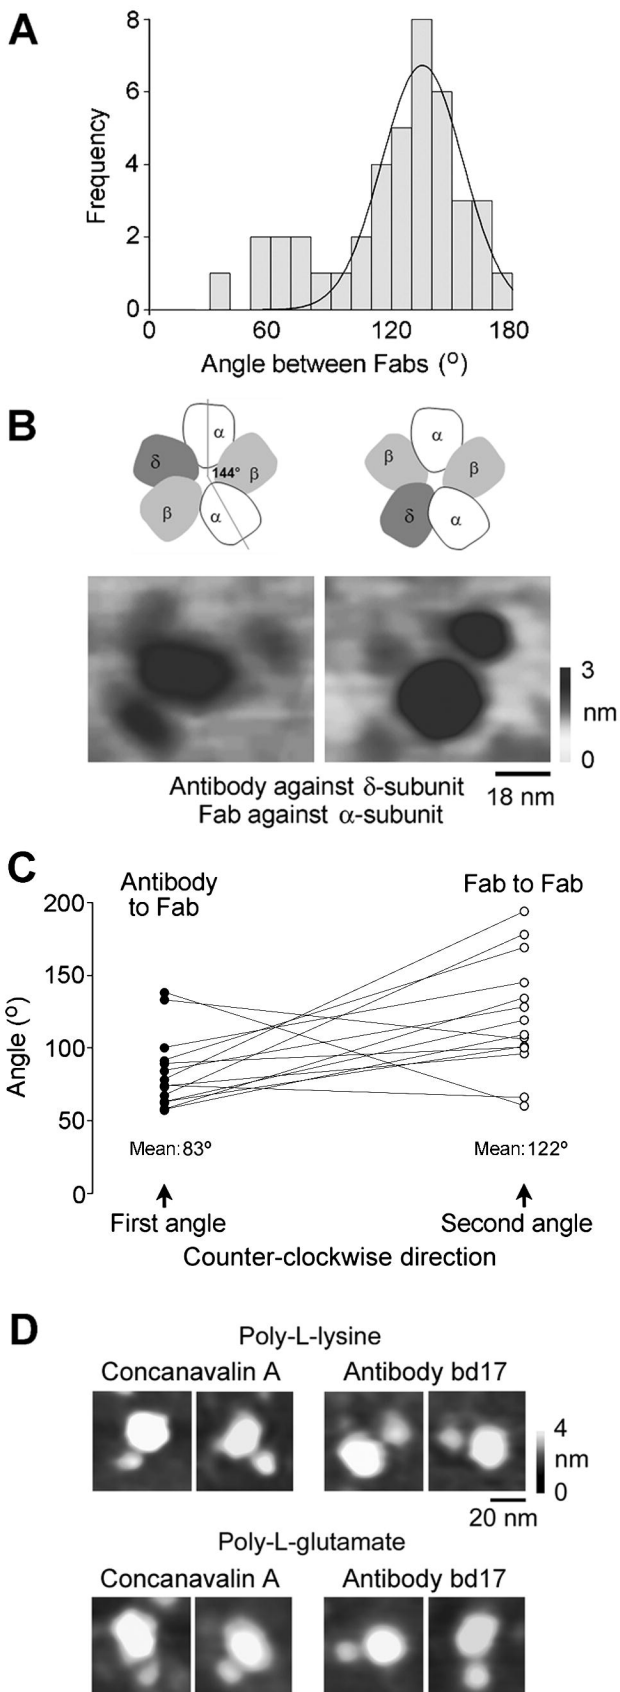 A
8
6
4
2
0
Frequency
0 60 120 180
Angle between Fabs (º)
B
α
δ
144°
β
β
α
α
β
β
δ
α
3
nm
0
Antibody against δ-subunit
18 nm
Fab against α-subunit
C
Antibody
to Fab
Fab to Fab
200
150
100
50
0
Angle (º)
Mean:83º
Mean:122º
First angle
Second angle
Counter-clockwise direction
D
Poly-L-lysine
Concanavalin A
Antibody bd17
4
nm
0
20 nm
Poly-L-glutamate
Concanavalin A
Antibody bd17